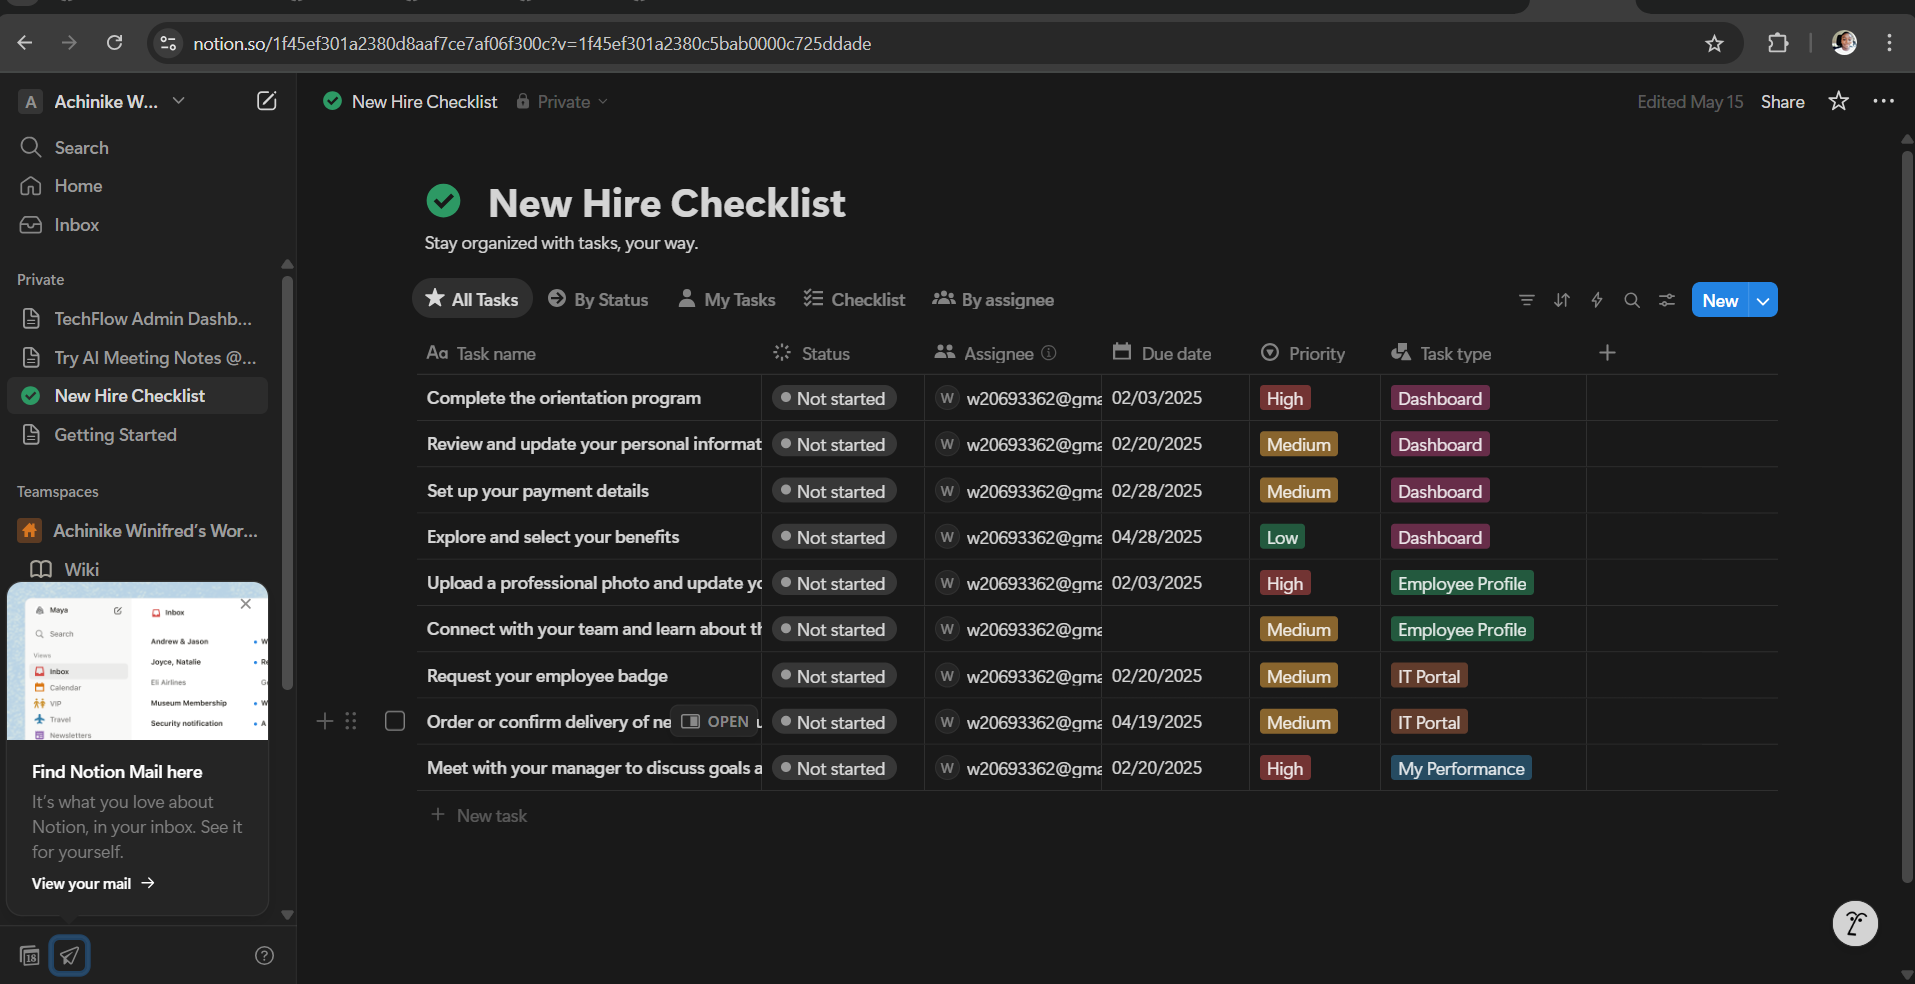 notion.so/1f45ef301a2380d8aaf7ce7af06f300c?v=1f45ef301a2380c5bab0000c725ddade
A Achinike W...
Search
Home
Inbox
Private
TechFlow Admin Dashb...
Try AI Meeting Notes @...
New Hire Checklist
Getting Started
Teamspaces
Achinike Winifred's Wor...
Wiki
Maya
Search
Views
Inbox
Calendar
VIP
Travel
Newsletters
Inbox
Andrew & Jason W
Joyce, Natalie Re
Eli Airlines G
Museum Membership W
Security notification A
Find Notion Mail here
It's what you love about
Notion, in your inbox. See it
for yourself.
View your mail →
18
New Hire Checklist Private
Edited May 15 Share
New Hire Checklist
Stay organized with tasks, your way.
All Tasks By Status My Tasks Checklist By assignee
New
Aa Task name Status Assignee Due date Priority Task type
Complete the orientation program Not started W w20693362@gma 02/03/2025 High Dashboard
Review and update your personal informat Not started W w20693362@gma 02/20/2025 Medium Dashboard
Set up your payment details Not started W w20693362@gma 02/28/2025 Medium Dashboard
Explore and select your benefits Not started W w20693362@gma 04/28/2025 Low Dashboard
Upload a professional photo and update yo Not started W w20693362@gma 02/03/2025 High Employee Profile
Connect with your team and learn about th Not started W w20693362@gma Medium Employee Profile
Request your employee badge Not started W w20693362@gma 02/20/2025 Medium IT Portal
Order or confirm delivery of ne OPEN Not started W w20693362@gma 04/19/2025 Medium IT Portal
Meet with your manager to discuss goals a Not started W w20693362@gma 02/20/2025 High My Performance
+ New task